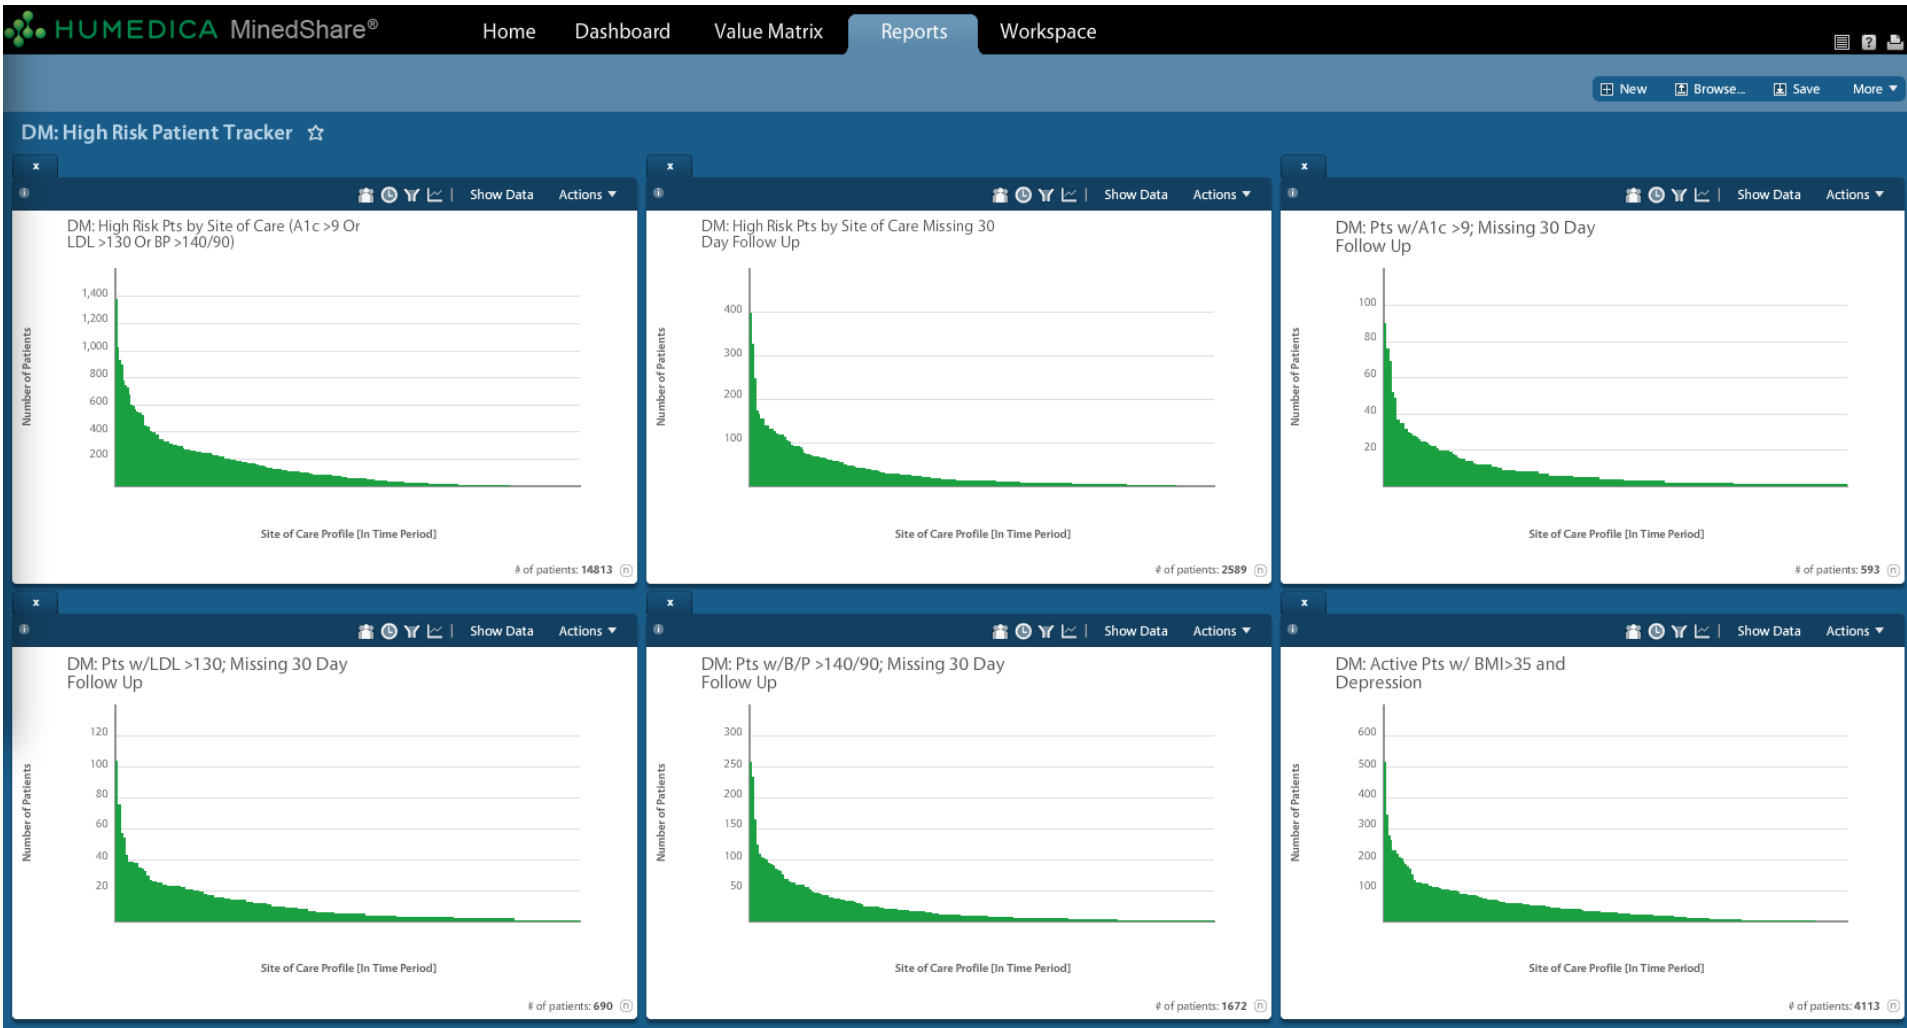 HUMEDICA MinedShare®
Home Dashboard Value Matrix Reports Workspace
New Browse... Save More
DM: High Risk Patient Tracker
x
Show Data Actions
DM: High Risk Pts by Site of Care (A1c >9 Or
LDL >130 Or BP >140/90)
1,400
1,200
1,000
800
600
400
200
Number of Patients
Site of Care Profile [In Time Period]
# of patients: 14813 n
x
Show Data Actions
DM: High Risk Pts by Site of Care Missing 30
Day Follow Up
400
300
200
100
Number of Patients
Site of Care Profile [In Time Period]
# of patients: 2589 n
x
Show Data Actions
DM: Pts w/A1c >9; Missing 30 Day
Follow Up
100
80
60
40
20
Number of Patients
Site of Care Profile [In Time Period]
# of patients: 593 n
x
Show Data Actions
DM: Pts w/LDL >130; Missing 30 Day
Follow Up
120
100
80
60
40
20
Number of Patients
Site of Care Profile [In Time Period]
# of patients: 690 n
x
Show Data Actions
DM: Pts w/B/P >140/90; Missing 30 Day
Follow Up
300
250
200
150
100
50
Number of Patients
Site of Care Profile [In Time Period]
# of patients: 1672 n
x
Show Data Actions
DM: Active Pts w/ BMI>35 and
Depression
600
500
400
300
200
100
Number of Patients
Site of Care Profile [In Time Period]
# of patients: 4113 n